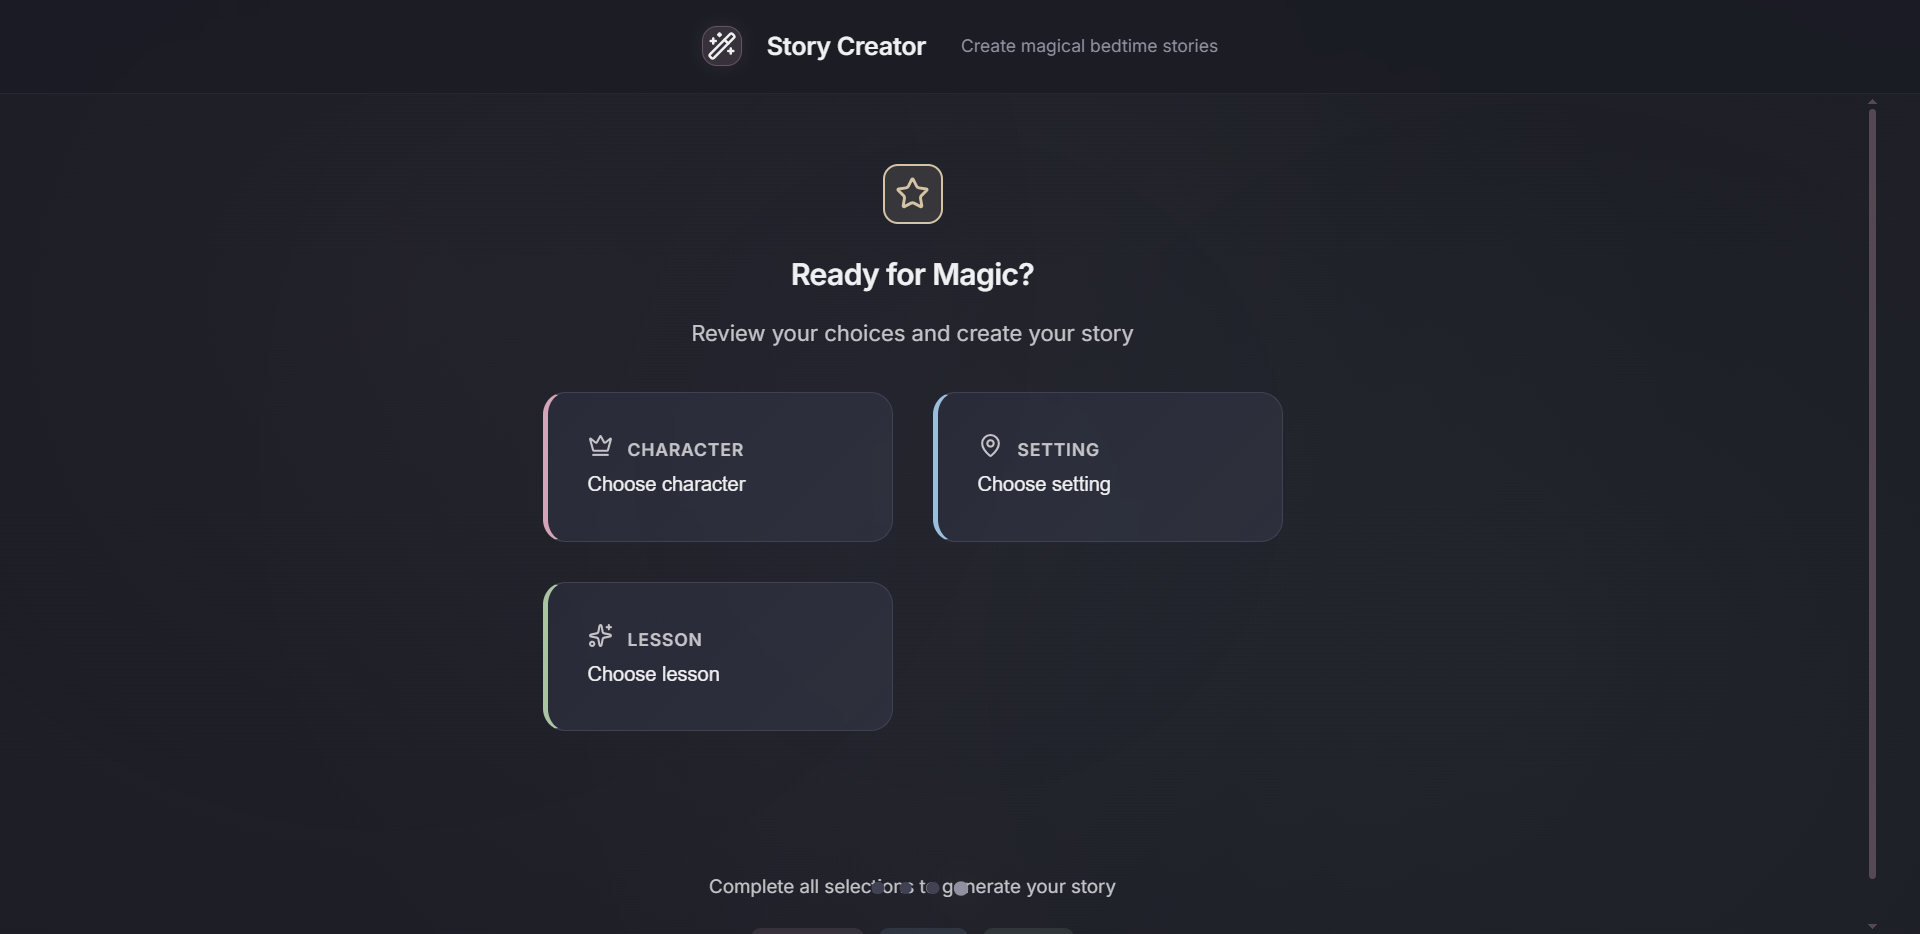 Story Creator
Create magical bedtime stories
Ready for Magic?
Review your choices and create your story
CHARACTER
Choose character
SETTING
Choose setting
LESSON
Choose lesson
Complete all selections to generate your story